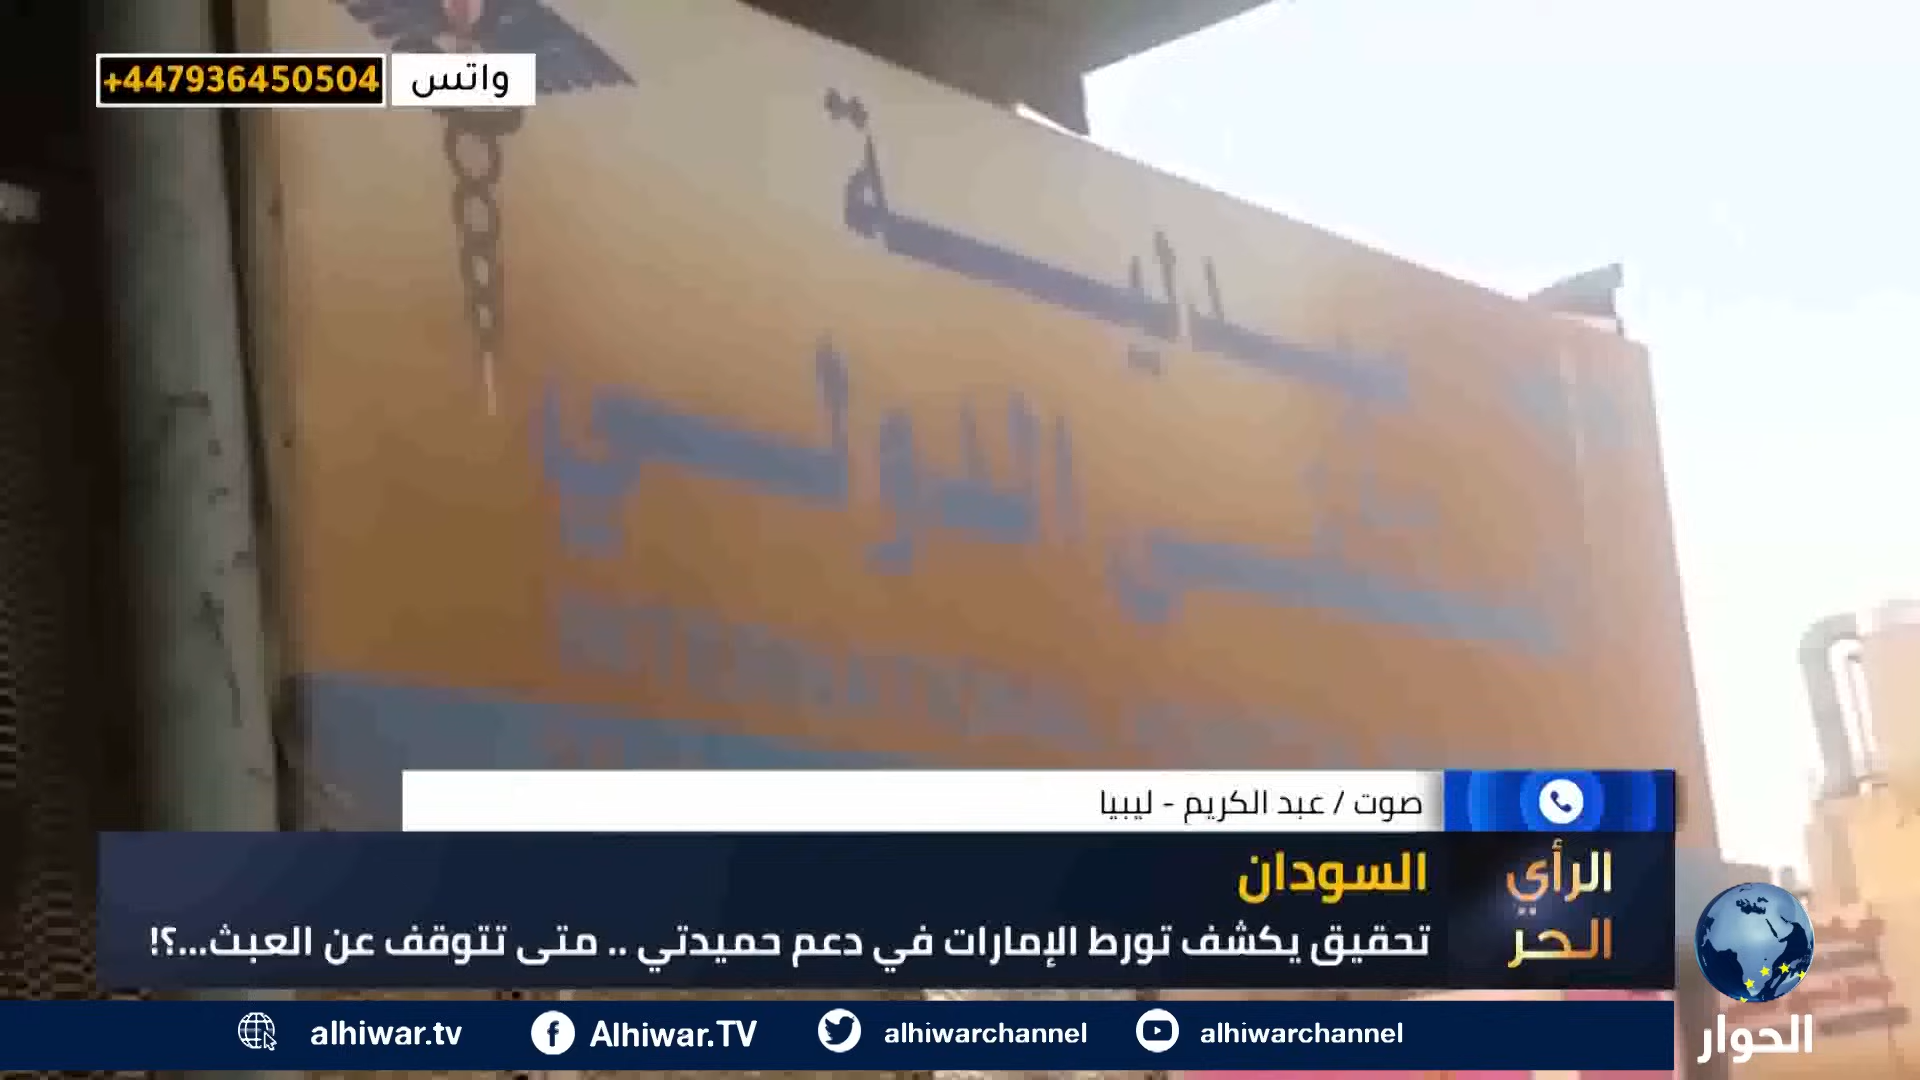 واتس +447936450504
الدولي
صوت / عبد الكريم - ليبيا
الرأي الحر
السودان
تحقيق يكشف تورط الإمارات في دعم حميدتي .. متى تتوقف عن العبث...؟!
alhiwar.tv Alhiwar.TV alhiwarchannel alhiwarchannel
الحوار